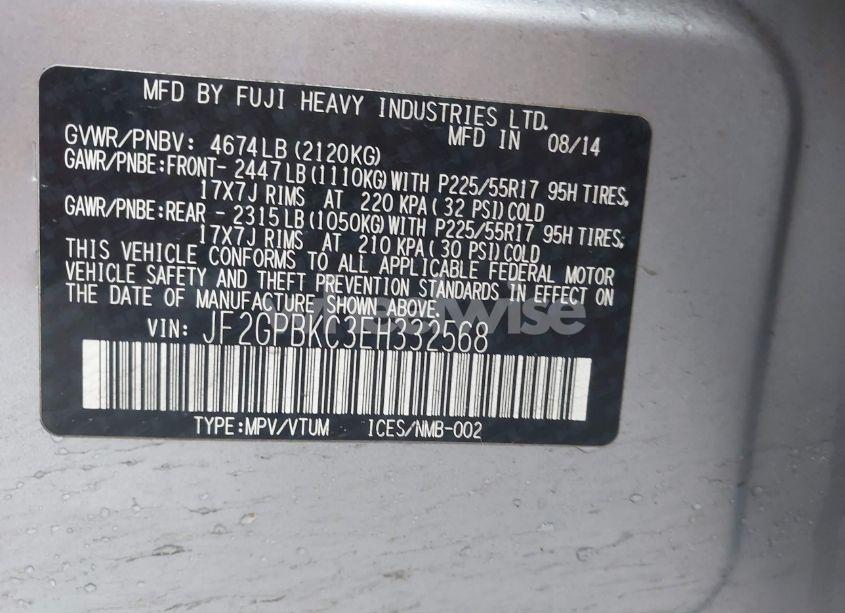 MFD BY FUJI HEAVY INDUSTRIES LTD.
MFD IN 08/14
GVWR/PNBV: 4674LB(2120KG)
GAWR/PNBE:FRONT- 2447LB(1110KG)WITH P225/55R17 95H TIRES,
17X7J RIMS AT 220 KPA( 32 PSI)COLD
GAWR/PNBE:REAR - 2315LB(1050KG)WITH P225/55R17 95H TIRES,
17X7J RIMS AT 210 KPA( 30 PSI)COLD
THIS VEHICLE CONFORMS TO ALL APPLICABLE FEDERAL MOTOR
VEHICLE SAFETY AND THEFT PREVENTION STANDARDS IN EFFECT ON
THE DATE OF MANUFACTURE SHOWN ABOVE.
VIN: JF2GPBKC3EH332568
TYPE:MPV/VTUM ICES/NMB-002